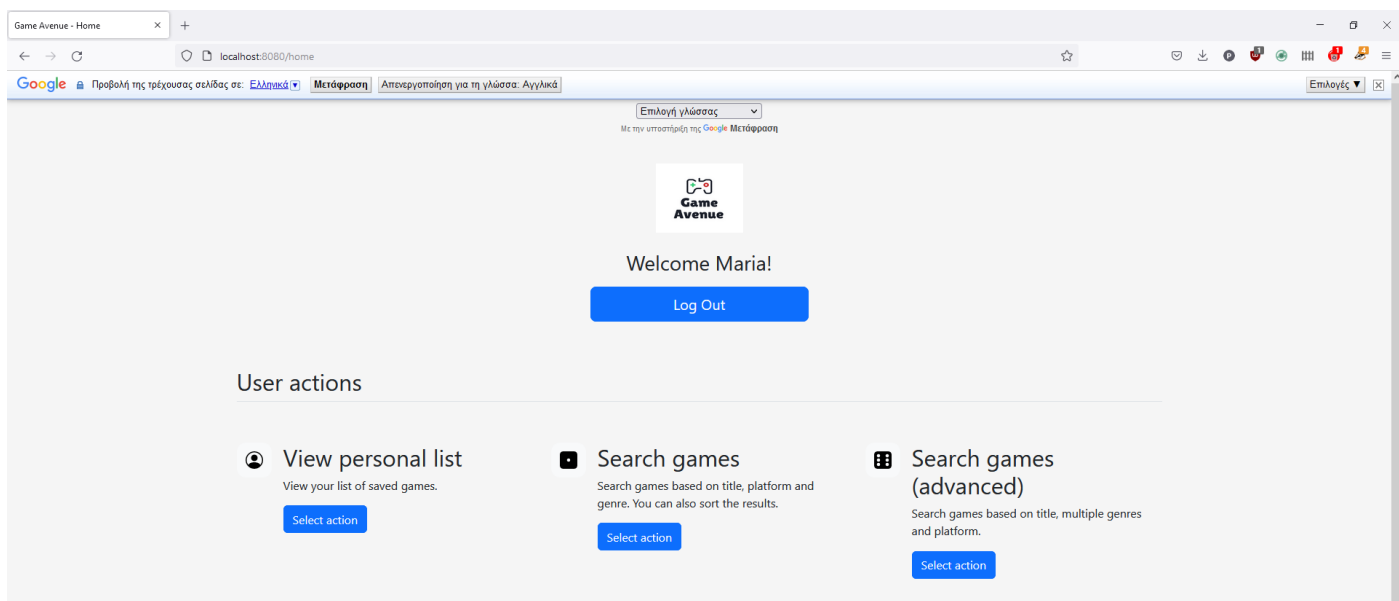 Game Avenue - Home
localhost:8080/home
Google Προβολή της τρέχουσας σελίδας σε: Ελληνικά Μετάφραση Απενεργοποίηση για τη γλώσσα: Αγγλικά Επιλογές ▼
Επιλογή γλώσσας
Με την υποστήριξη της Google Μετάφραση
Game
Avenue
Welcome Maria!
Log Out
User actions
View personal list
View your list of saved games.
Select action
Search games
Search games based on title, platform and
genre. You can also sort the results.
Select action
Search games
(advanced)
Search games based on title, multiple genres
and platform.
Select action